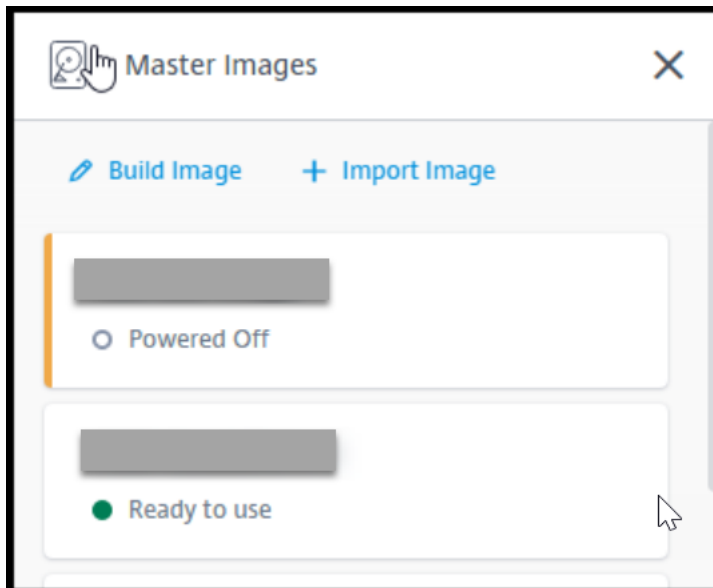 Master Images
Build Image
Import Image
Powered Off
Ready to use